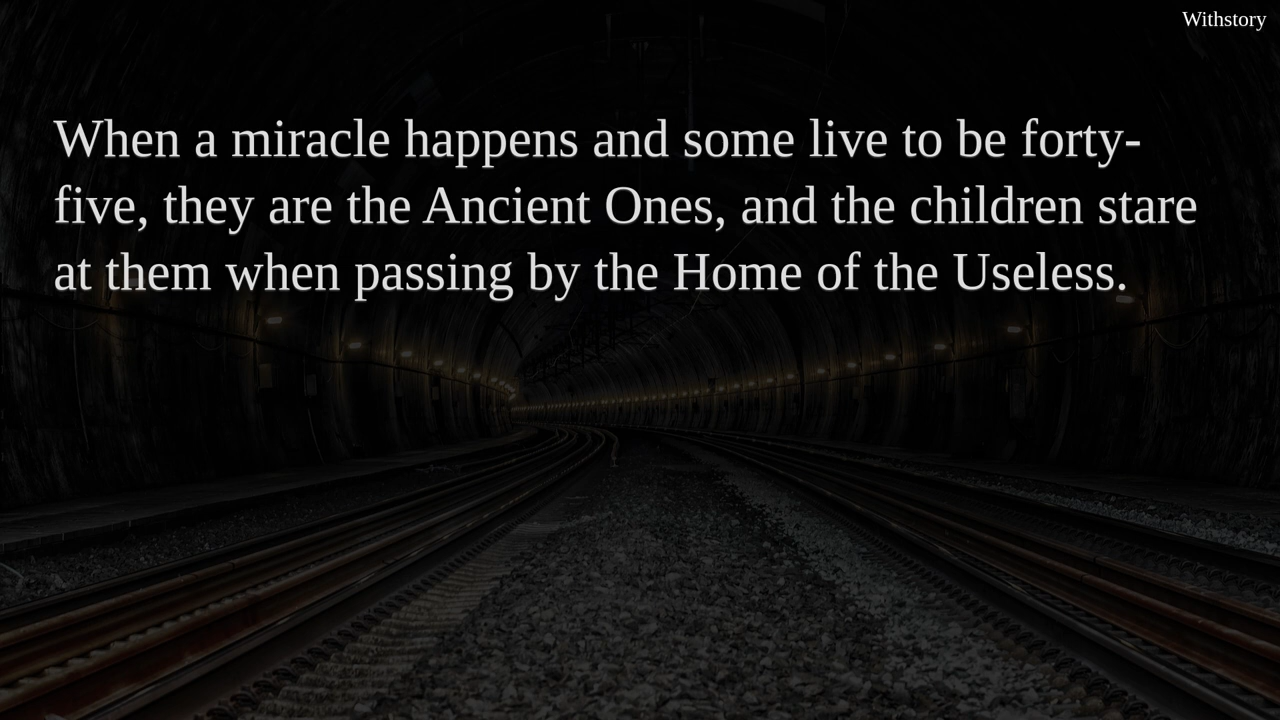 Withstory
When a miracle happens and some live to be forty-
five, they are the Ancient Ones, and the children stare
at them when passing by the Home of the Useless.